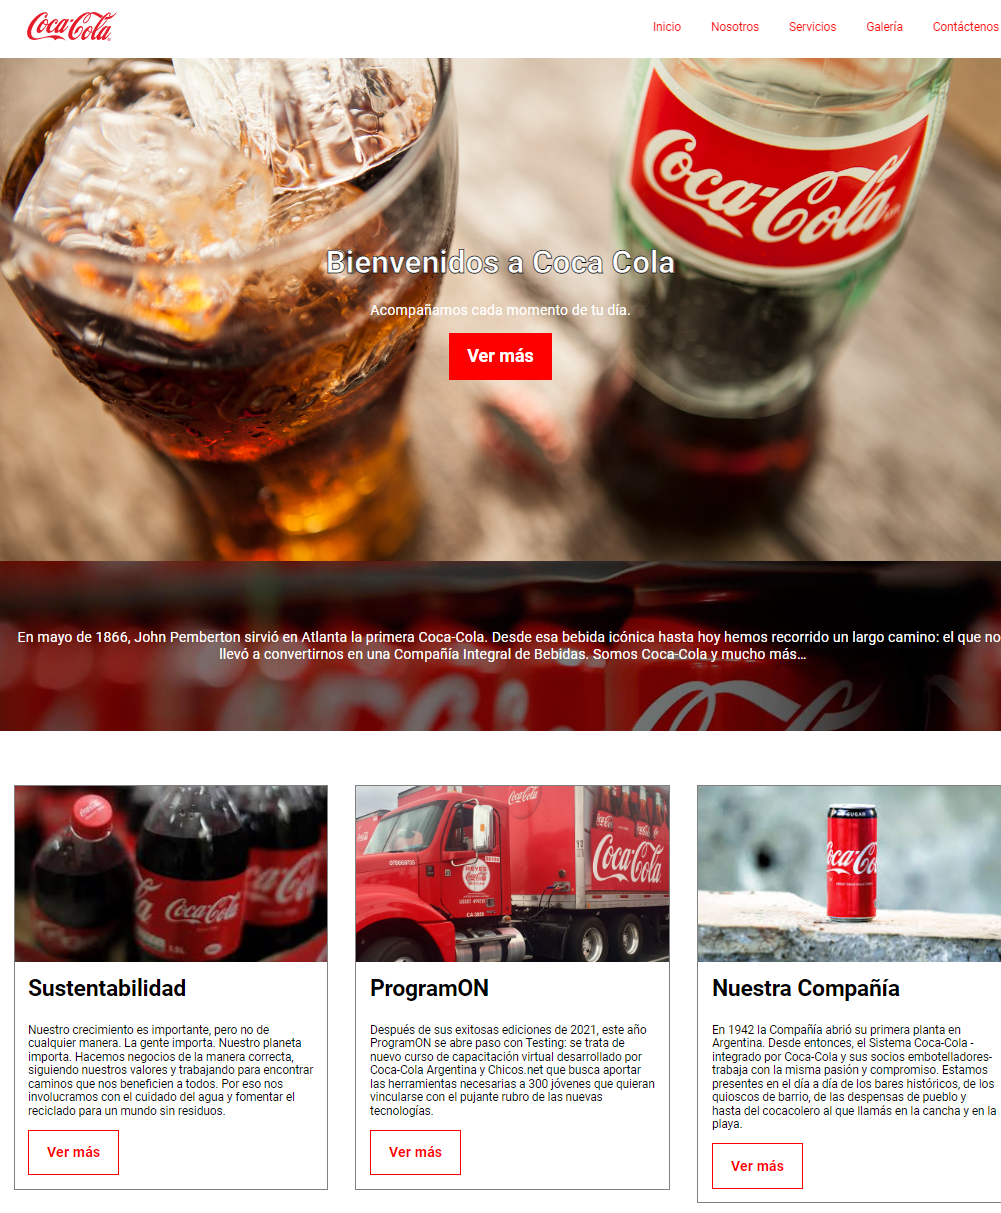 Coca-Cola
Inicio Nosotros Servicios Galería Contáctenos
Coca-Cola
Bienvenidos a Coca Cola
Acompañamos cada momento de tu día.
Ver más
En mayo de 1866, John Pemberton sirvió en Atlanta la primera Coca-Cola. Desde esa bebida icónica hasta hoy hemos recorrido un largo camino: el que no
llevó a convertirnos en una Compañía Integral de Bebidas. Somos Coca-Cola y mucho más...
Coca-Cola
Coca-Cola
REYES
Coca-Cola
SUGAR
Sustentabilidad
Nuestro crecimiento es importante, pero no de
cualquier manera. La gente importa. Nuestro planeta
importa. Hacemos negocios de la manera correcta,
siguiendo nuestros valores y trabajando para encontrar
caminos que nos beneficien a todos. Por eso nos
involucramos con el cuidado del agua y fomentar el
reciclado para un mundo sin residuos.
Ver más
ProgramON
Después de sus exitosas ediciones de 2021, este año
ProgramON se abre paso con Testing: se trata de
nuevo curso de capacitación virtual desarrollado por
Coca-Cola Argentina y Chicos.net que busca aportar
las herramientas necesarias a 300 jóvenes que quieran
vincularse con el pujante rubro de las nuevas
tecnologías.
Ver más
Nuestra Compañía
En 1942 la Compañía abrió su primera planta en
Argentina. Desde entonces, el Sistema Coca-Cola -
integrado por Coca-Cola y sus socios embotelladores-
trabaja con la misma pasión y compromiso. Estamos
presentes en el día a día de los bares históricos, de los
quioscos de barrio, de las despensas de pueblo y
hasta del cocacolero al que llamás en la cancha y en la
playa.
Ver más